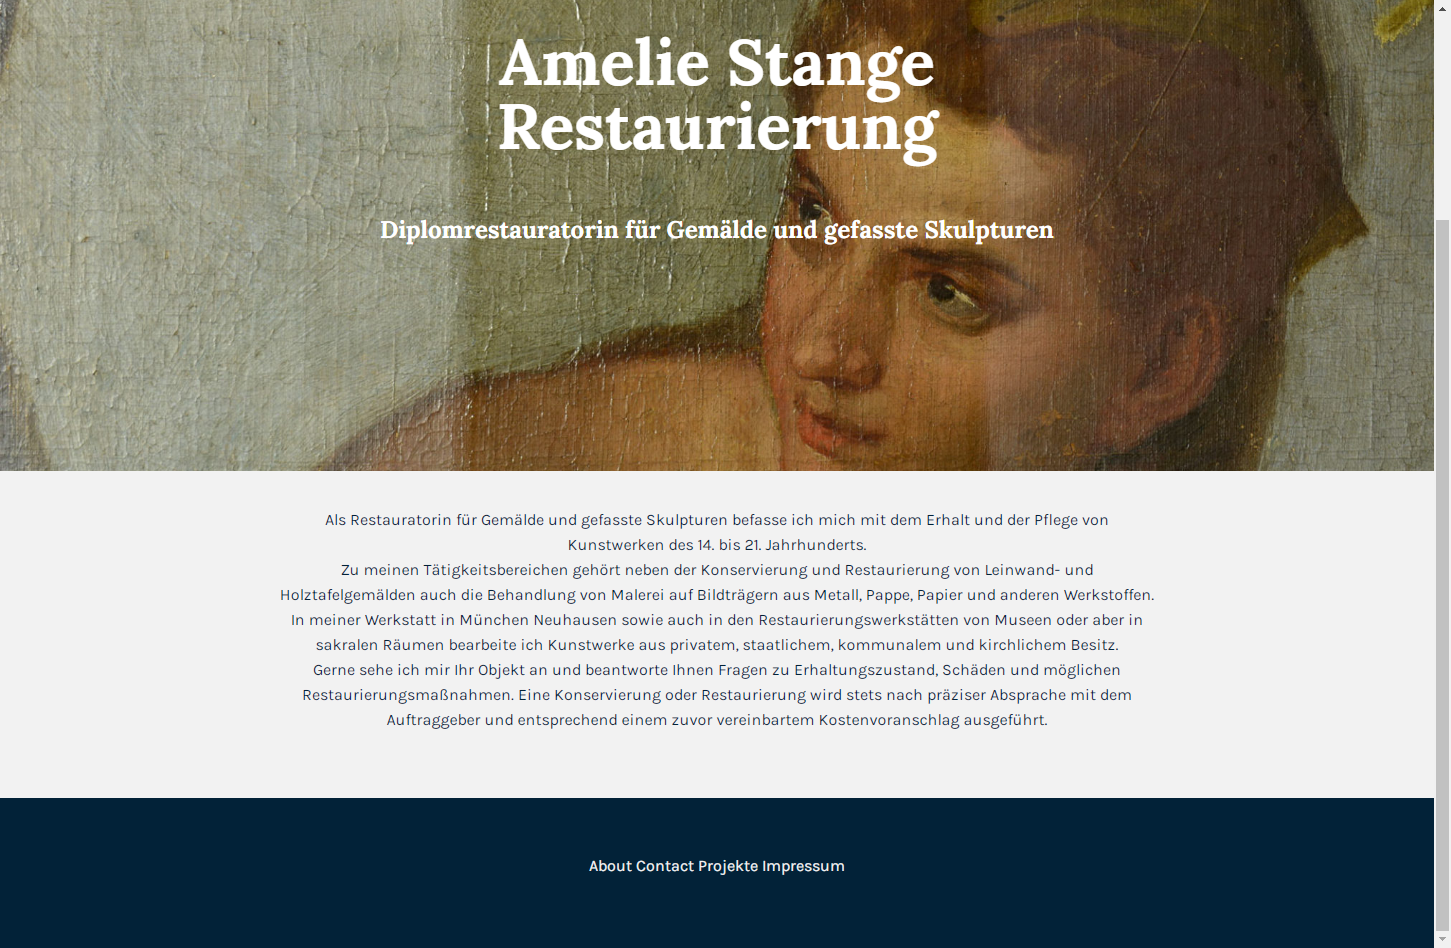 Amelie Stange
Restaurierung
Diplomrestauratorin für Gemälde und gefasste Skulpturen
Als Restauratorin für Gemälde und gefasste Skulpturen befasse ich mich mit dem Erhalt und der Pflege von
Kunstwerken des 14. bis 21. Jahrhunderts.
Zu meinen Tätigkeitsbereichen gehört neben der Konservierung und Restaurierung von Leinwand- und
Holztafelgemälden auch die Behandlung von Malerei auf Bildträgern aus Metall, Pappe, Papier und anderen Werkstoffen.
In meiner Werkstatt in München Neuhausen sowie auch in den Restaurierungswerkstätten von Museen oder aber in
sakralen Räumen bearbeite ich Kunstwerke aus privatem, staatlichem, kommunalem und kirchlichem Besitz.
Gerne sehe ich mir Ihr Objekt an und beantworte Ihnen Fragen zu Erhaltungszustand, Schäden und möglichen
Restaurierungsmaßnahmen. Eine Konservierung oder Restaurierung wird stets nach präziser Absprache mit dem
Auftraggeber und entsprechend einem zuvor vereinbartem Kostenvoranschlag ausgeführt.
About Contact Projekte Impressum